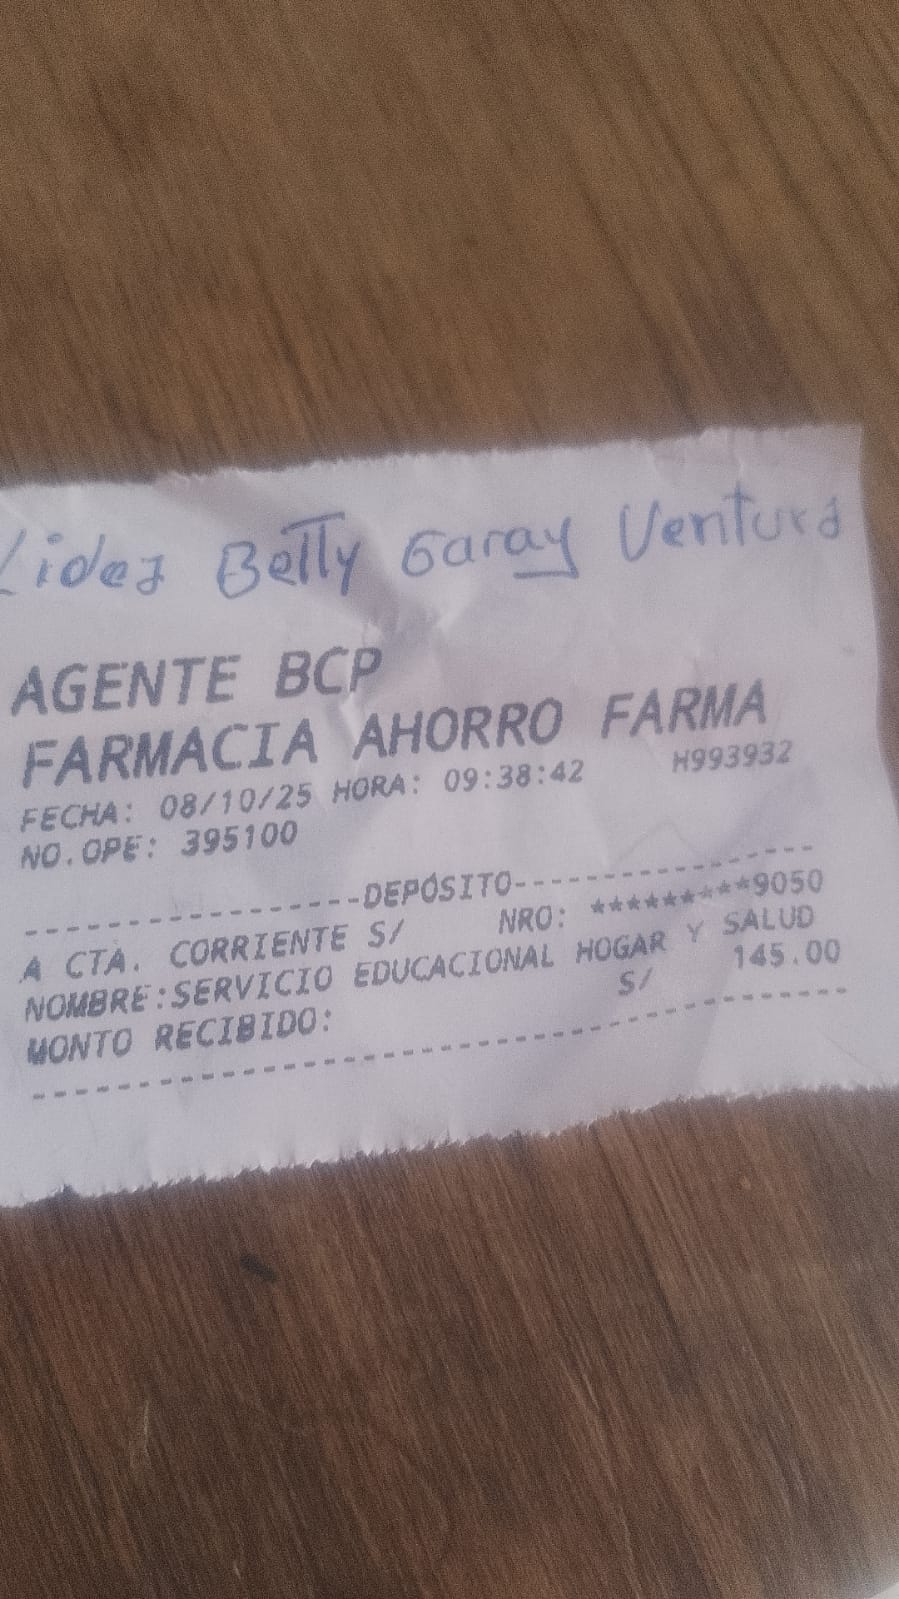 Lidez Betty Garay Ventura
AGENTE BCP
FARMACIA AHORRO FARMA
FECHA: 08/10/25 HORA: 09:38:42 H993932
NO.OPE: 395100
-----------------DEPÓSITO---------------
A CTA. CORRIENTE S/ NRO: *********9050
NOMBRE:SERVICIO EDUCACIONAL HOGAR Y SALUD
MONTO RECIBIDO: S/ 145.00